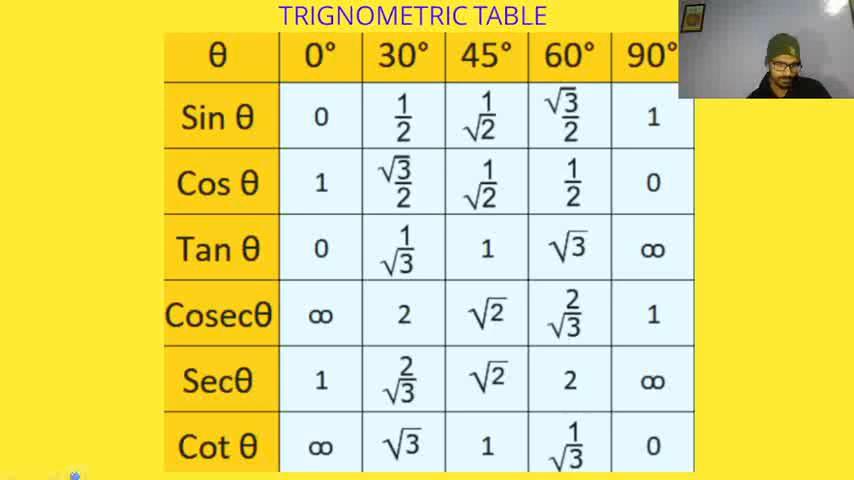 TRIGNOMETRIC TABLE
θ 0° 30° 45° 60° 90°
Sin θ 0 1/2 1/√2 √3/2 1
Cos θ 1 √3/2 1/√2 1/2 0
Tan θ 0 1/√3 1 √3 ∞
Cosecθ ∞ 2 √2 2/√3 1
Secθ 1 2/√3 √2 2 ∞
Cot θ ∞ √3 1 1/√3 0